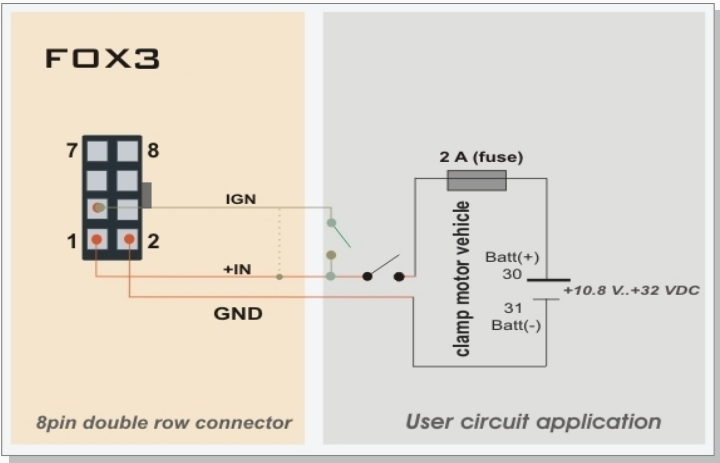 FOX3
7
8
1
2
IGN
+IN
GND
8pin double row connector
2 A (fuse)
clamp motor vehicle
Batt(+)
30
+10.8 V..+32 VDC
31
Batt(-)
User circuit application